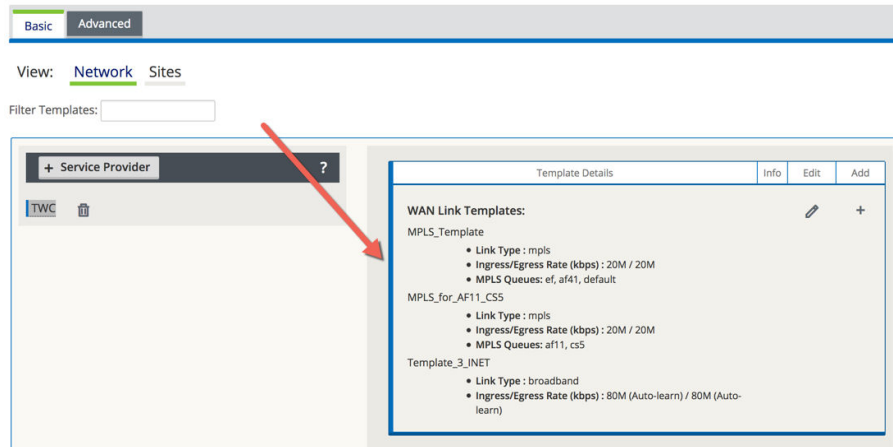 Basic Advanced
View: Network Sites
Filter Templates:
+ Service Provider ?
TWC
Template Details Info Edit Add
WAN Link Templates: +
MPLS_Template
• Link Type : mpls
• Ingress/Egress Rate (kbps) : 20M / 20M
• MPLS Queues: ef, af41, default
MPLS_for_AF11_CS5
• Link Type : mpls
• Ingress/Egress Rate (kbps) : 20M / 20M
• MPLS Queues: af11, cs5
Template_3_INET
• Link Type : broadband
• Ingress/Egress Rate (kbps) : 80M (Auto-learn) / 80M (Auto-
learn)